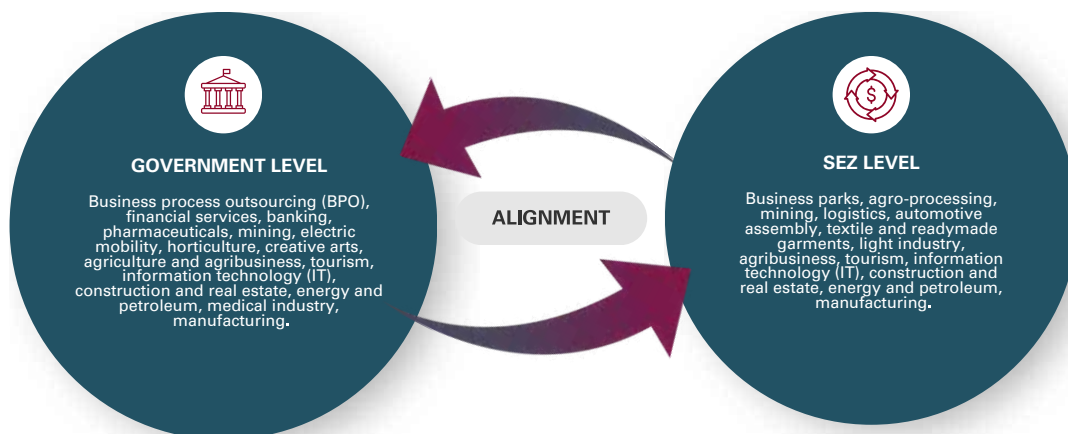 GOVERNMENT LEVEL
Business process outsourcing (BPO),
financial services, banking,
pharmaceuticals, mining, electric
mobility, horticulture, creative arts,
agriculture and agribusiness, tourism,
information technology (IT),
construction and real estate, energy and
petroleum, medical industry,
manufacturing.
ALIGNMENT
$
SEZ LEVEL
Business parks, agro-processing,
mining, logistics, automotive
assembly, textile and readymade
garments, light industry,
agribusiness, tourism, information
technology (IT), construction and
real estate, energy and petroleum,
manufacturing.